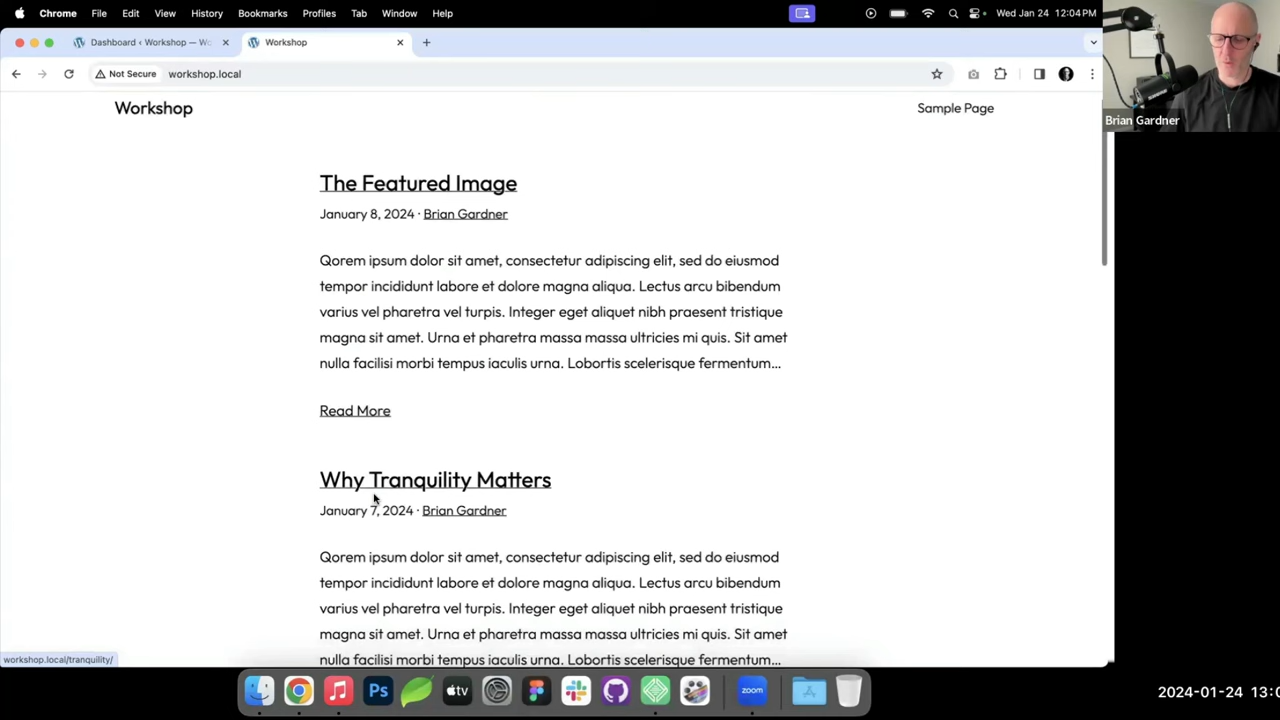 Chrome File Edit View History Bookmarks Profiles Tab Window Help Wed Jan 24 12:04 PM
Dashboard ‹ Workshop — Wo Workshop
Not Secure workshop.local
Brian Gardner
Workshop Sample Page
The Featured Image
January 8, 2024 · Brian Gardner
Qorem ipsum dolor sit amet, consectetur adipiscing elit, sed do eiusmod
tempor incididunt labore et dolore magna aliqua. Lectus arcu bibendum
varius vel pharetra vel turpis. Integer eget aliquet nibh praesent tristique
magna sit amet. Urna et pharetra massa massa ultricies mi quis. Sit amet
nulla facilisi morbi tempus iaculis urna. Lobortis scelerisque fermentum…
Read More
Why Tranquility Matters
January 7, 2024 · Brian Gardner
Qorem ipsum dolor sit amet, consectetur adipiscing elit, sed do eiusmod
tempor incididunt labore et dolore magna aliqua. Lectus arcu bibendum
varius vel pharetra vel turpis. Integer eget aliquet nibh praesent tristique
magna sit amet. Urna et pharetra massa massa ultricies mi quis. Sit amet
nulla facilisi morbi tempus iaculis urna. Lobortis scelerisque fermentum…
workshop.local/tranquility/
Ps tv zoom
2024-01-24 13:0